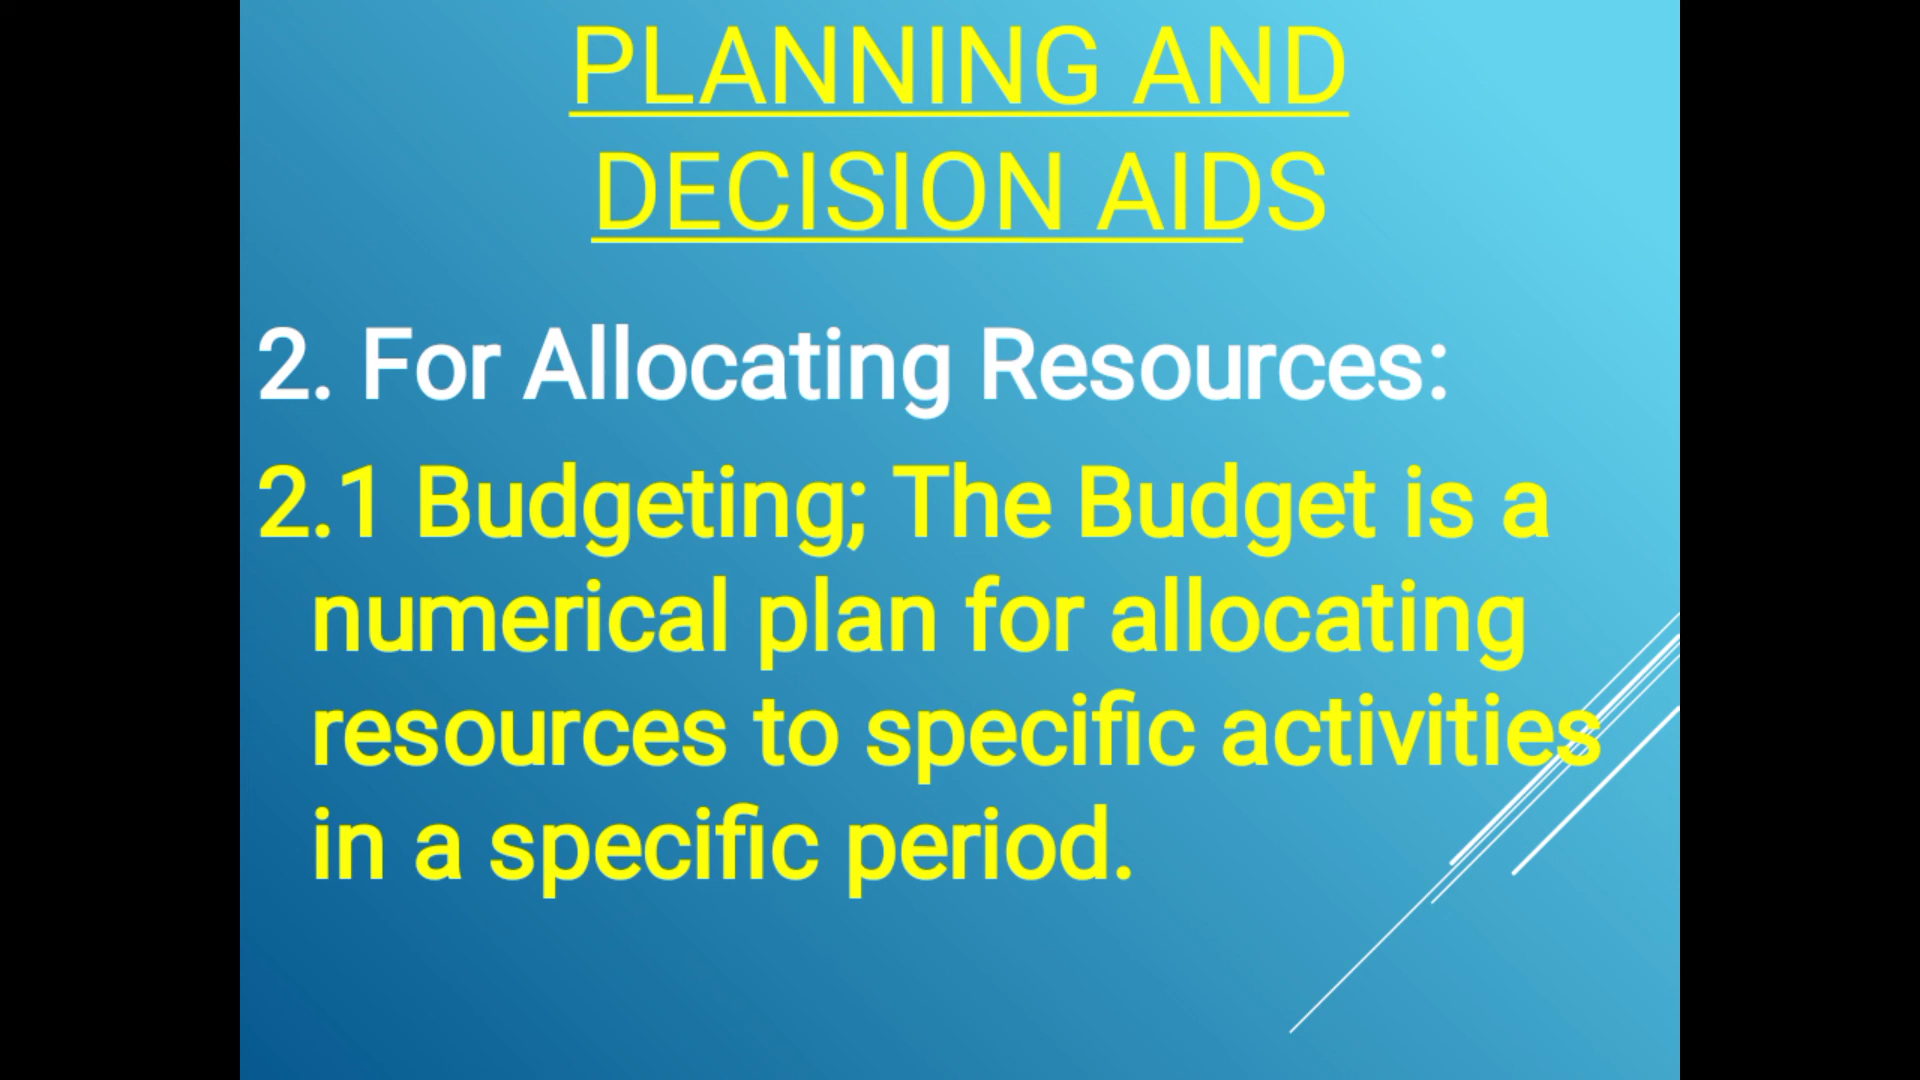 PLANNING AND
DECISION AIDS
2. For Allocating Resources:
2.1 Budgeting; The Budget is a
numerical plan for allocating
resources to specific activities
in a specific period.